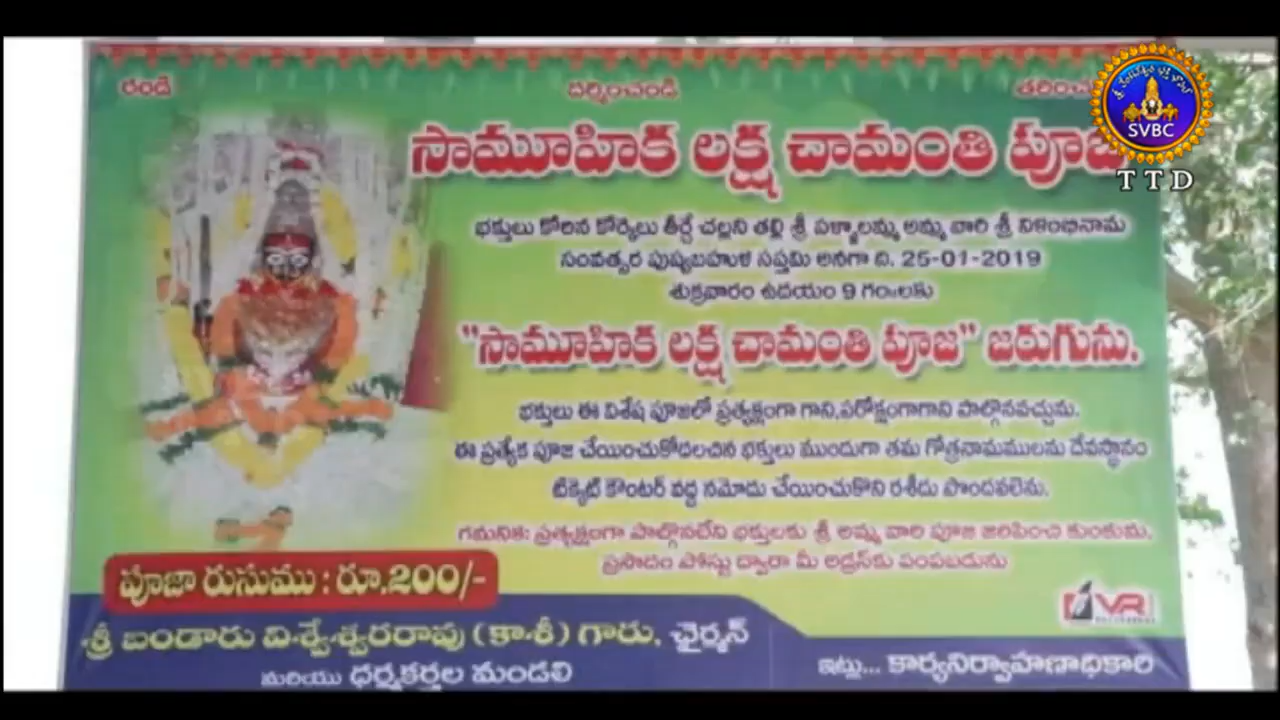 రండి దర్శించండి
సామూహిక లక్ష చామంతి పూజ
SVBC
TTD
భక్తులు కోరిన కోర్కెలు తీర్చే చల్లని తల్లి శ్రీ పళ్ళాలమ్మ అమ్మ వారి శ్రీ విళంబినామ
సంవత్సర పుష్యబహుళ సప్తమి అనగా ది. 25-01-2019
శుక్రవారం ఉదయం 9 గం॥లకు
"సామూహిక లక్ష చామంతి పూజ" జరుగును.
భక్తులు ఈ విశేష పూజలో ప్రత్యక్షంగా గాని,పరోక్షంగాగాని పాల్గొనవచ్చును.
ఈ ప్రత్యేక పూజ చేయించుకోదలచిన భక్తులు ముందుగా తమ గోత్రనామములను దేవస్థానం
టిక్కెట్ కౌంటర్ వద్ద నమోదు చేయించుకొని రశీదు పొందవలెను.
గమనిక: ప్రత్యక్షంగా పాల్గొనలేని భక్తులకు శ్రీ అమ్మ వారి పూజ జరిపించి కుంకుమ,
ప్రసాదం పోస్టు ద్వారా మీ అడ్రస్‌కు పంపబడును
పూజా రుసుము : రూ.200/-
VR
శ్రీ బండారు విశ్వేశ్వరరావు (కాశీ) గారు, ఛైర్మన్
మరియు ధర్మకర్తల మండలి
ఇట్లు... కార్యనిర్వాహణాధికారి